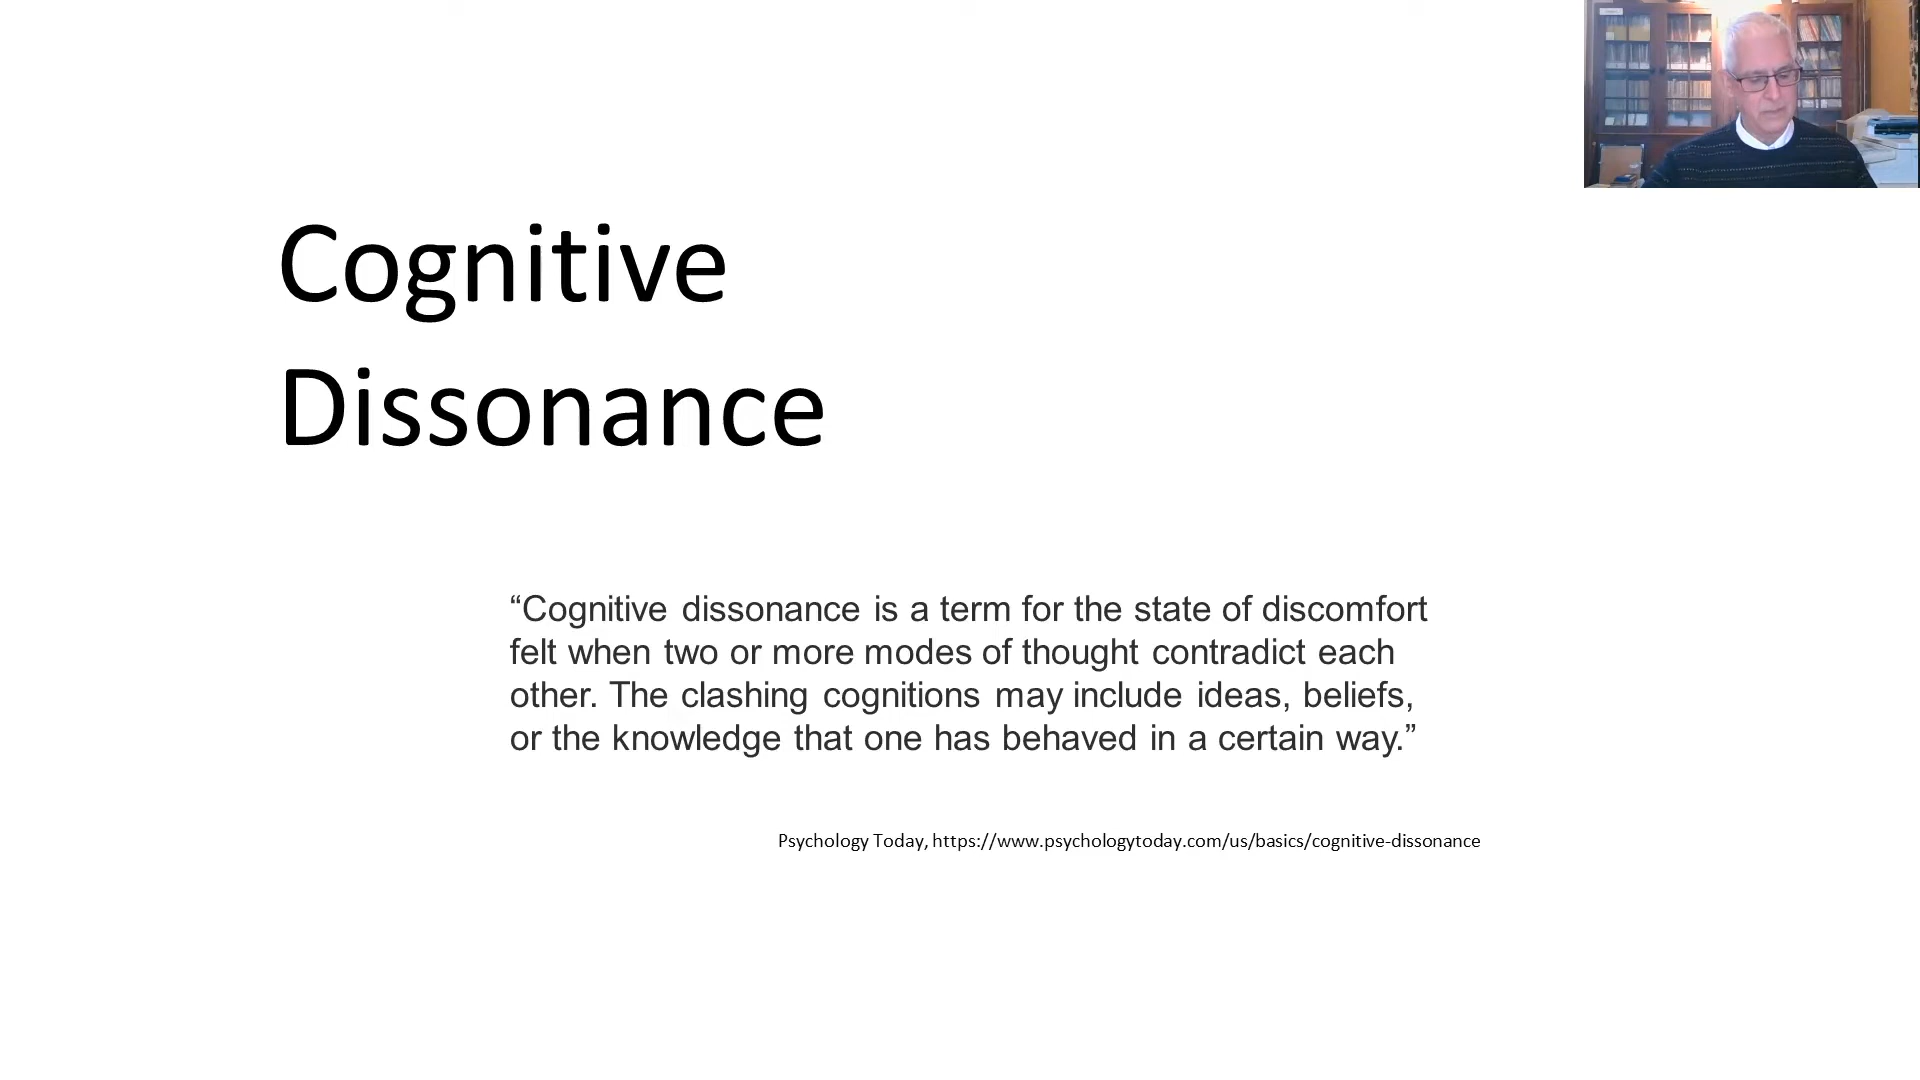 Cognitive
Dissonance
“Cognitive dissonance is a term for the state of discomfort
felt when two or more modes of thought contradict each
other. The clashing cognitions may include ideas, beliefs,
or the knowledge that one has behaved in a certain way.”
Psychology Today, https://www.psychologytoday.com/us/basics/cognitive-dissonance